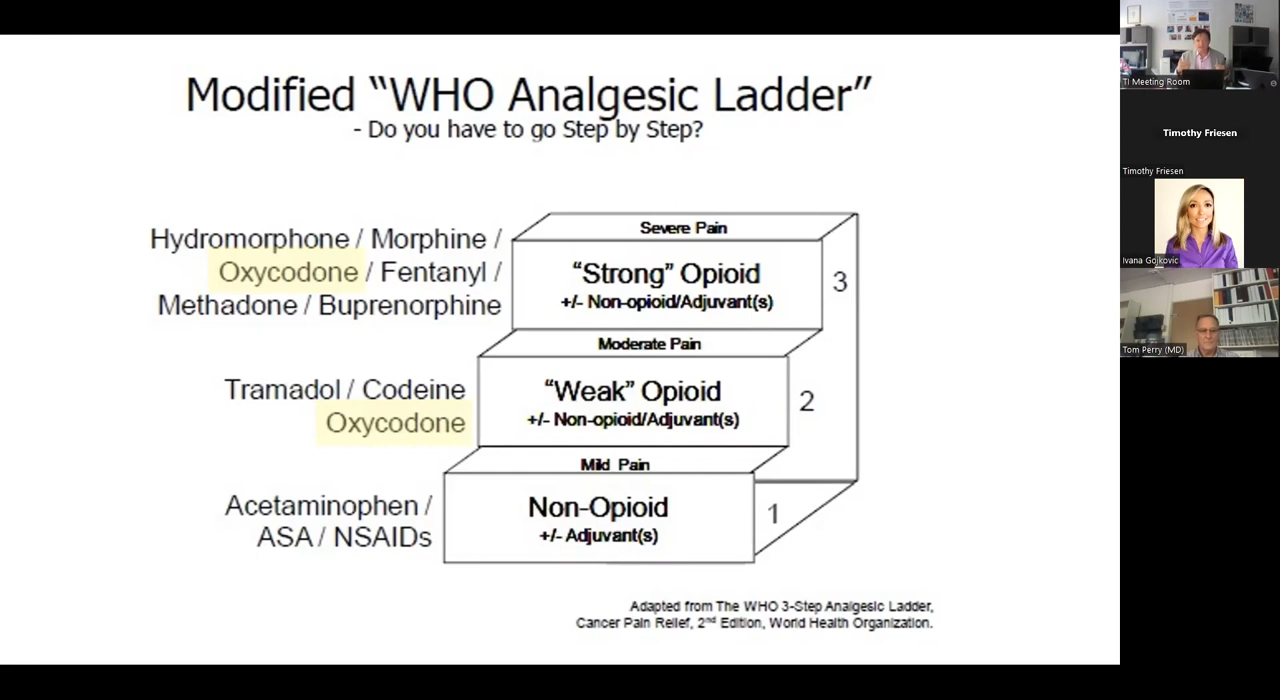 Modified “WHO Analgesic Ladder”
- Do you have to go Step by Step?
Hydromorphone / Morphine /
Oxycodone / Fentanyl /
Methadone / Buprenorphine
Severe Pain
“Strong” Opioid
+/- Non-opioid/Adjuvant(s)
3
Tramadol / Codeine
Oxycodone
Moderate Pain
“Weak” Opioid
+/- Non-opioid/Adjuvant(s)
2
Acetaminophen /
ASA / NSAIDs
Mild Pain
Non-Opioid
+/- Adjuvant(s)
1
Adapted from The WHO 3-Step Analgesic Ladder,
Cancer Pain Relief, 2nd Edition, World Health Organization.
TI Meeting Room
Timothy Friesen
Timothy Friesen
Ivana Gojkovic
Tom Perry (MD)